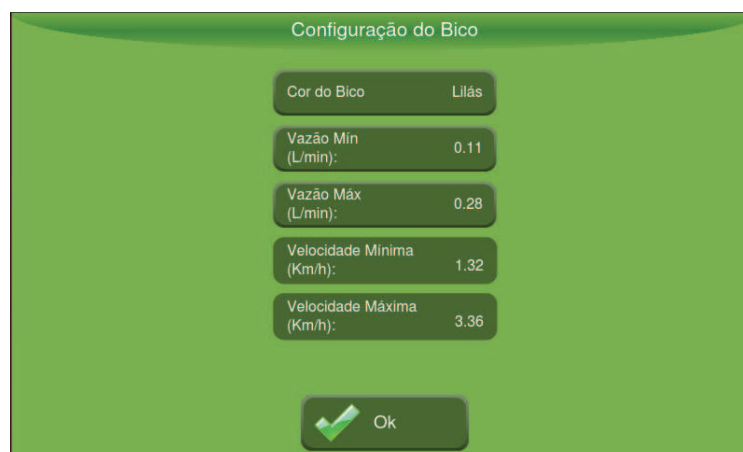 Configuração do Bico
Cor do Bico Lilás
Vazão Mín
(L/min): 0.11
Vazão Máx
(L/min): 0.28
Velocidade Mínima
(Km/h): 1.32
Velocidade Máxima
(Km/h): 3.36
Ok